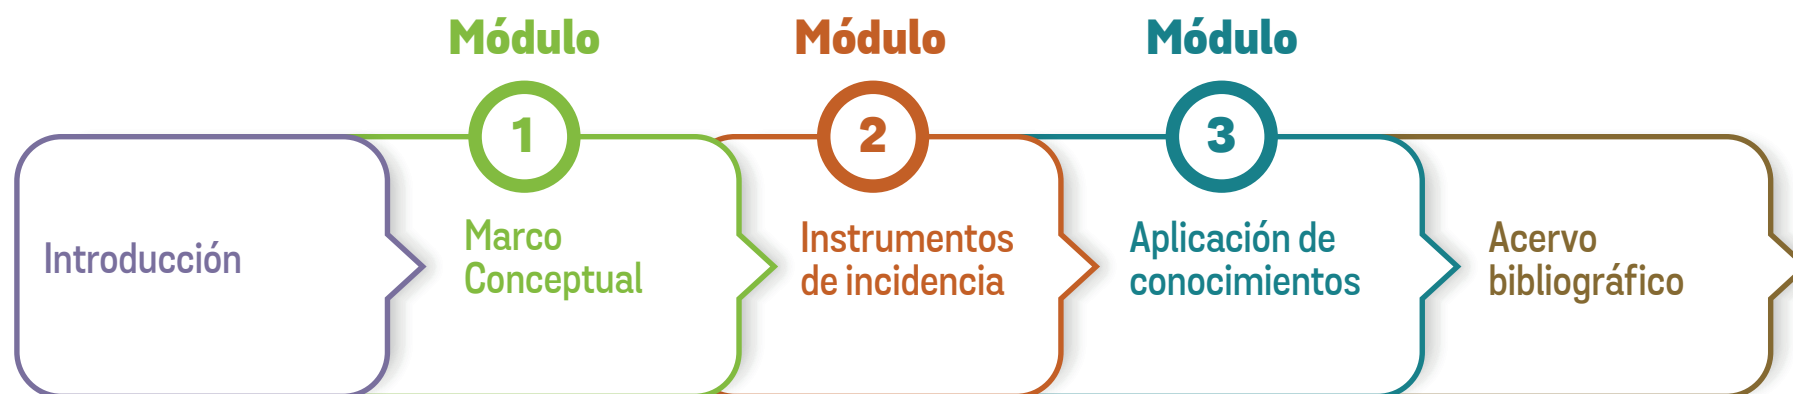 Módulo
Módulo
Módulo
1
2
3
Introducción
Marco
Conceptual
Instrumentos
de incidencia
Aplicación de
conocimientos
Acervo
bibliográfico